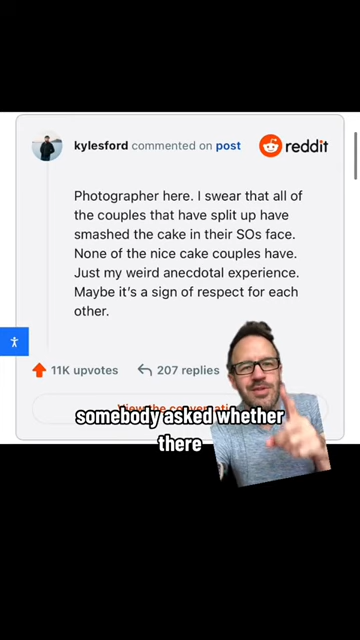 kylesford commented on post
reddit
Photographer here. I swear that all of
the couples that have split up have
smashed the cake in their SOs face.
None of the nice cake couples have.
Just my weird anecdotal experience.
Maybe it's a sign of respect for each
other.
11K upvotes
207 replies
View the
somebody asked whether
there